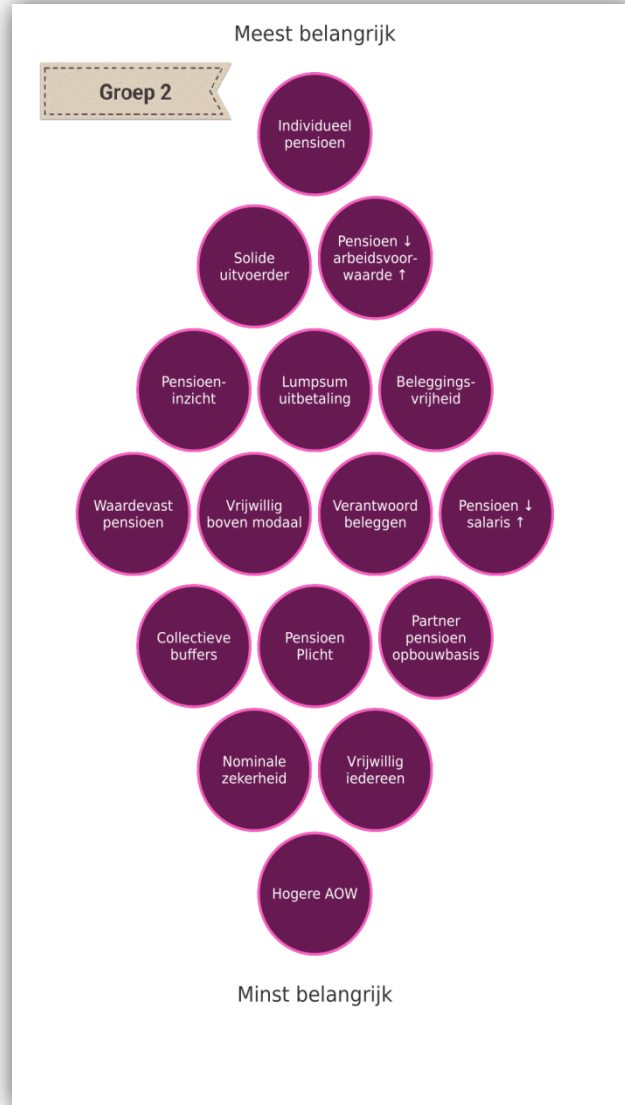 Meest belangrijk
Groep 2
Individueel
pensioen
Solide
uitvoerder
Pensioen ↓
arbeidsvoor-
waarde ↑
Pensioen-
inzicht
Lumpsum
uitbetaling
Beleggings-
vrijheid
Waardevast
pensioen
Vrijwillig
boven modaal
Verantwoord
beleggen
Pensioen ↓
salaris ↑
Collectieve
buffers
Pensioen
Plicht
Partner
pensioen
opbouwbasis
Nominale
zekerheid
Vrijwillig
iedereen
Hogere AOW
Minst belangrijk